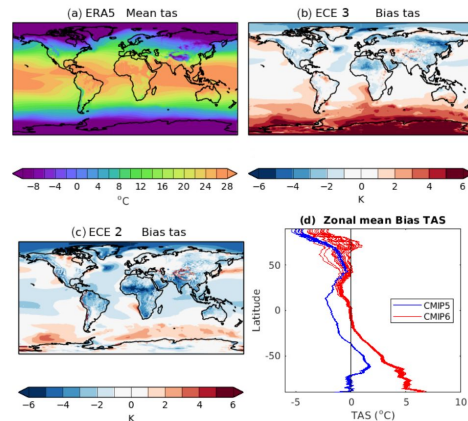 (a) ERA5 Mean tas
(b) ECE 3 Bias tas
−8 −4 0 4 8 12 16 20 24 28
°C
−6 −4 −2 0 2 4 6
K
(c) ECE 2 Bias tas
(d) Zonal mean Bias TAS
50
0
-50
Latitude
CMIP5
CMIP6
-5 0 5 10
TAS (°C)
−6 −4 −2 0 2 4 6
K